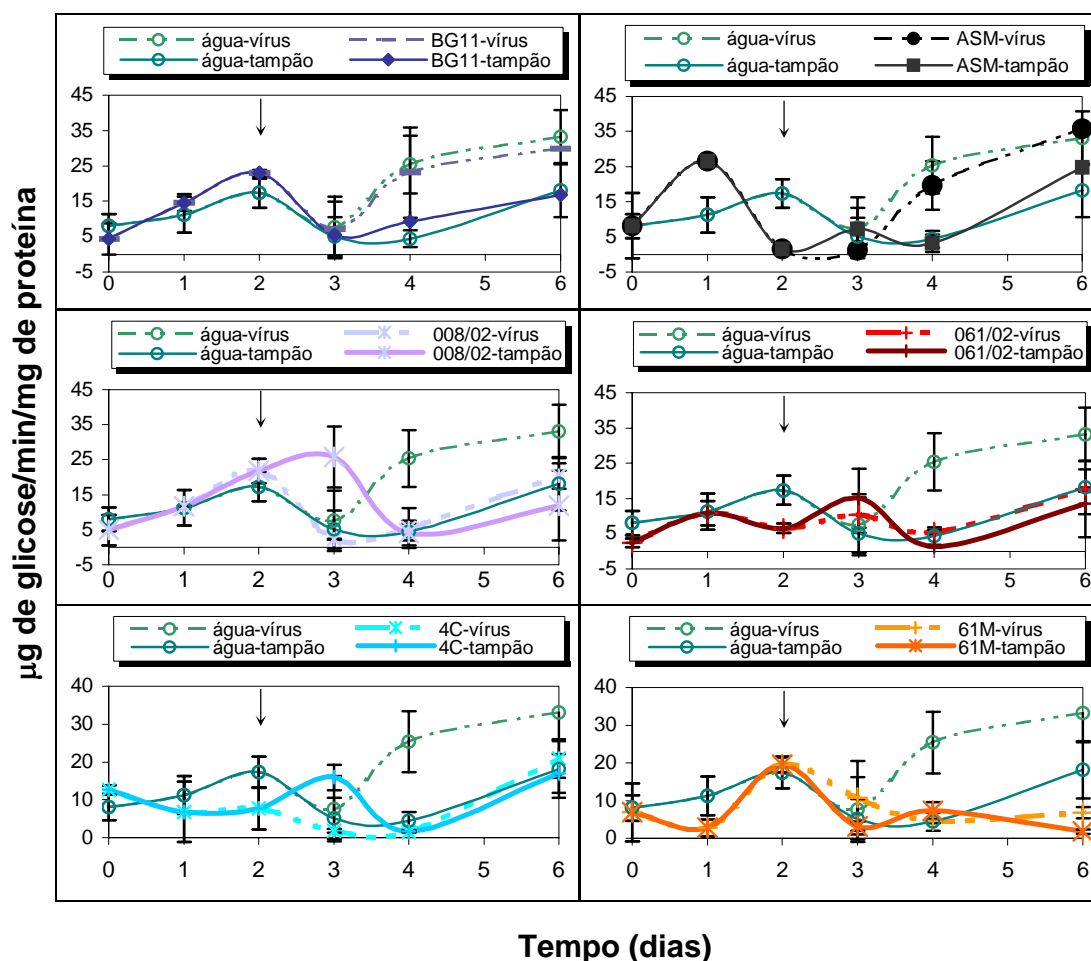 água-vírus BG11-vírus
água-tampão BG11-tampão
45
35
25
15
5
-5
0 1 2 3 4 5 6
água-vírus ASM-vírus
água-tampão ASM-tampão
45
35
25
15
5
-5
0 1 2 3 4 5 6
água-vírus 008/02-vírus
água-tampão 008/02-tampão
45
35
25
15
5
-5
0 1 2 3 4 5 6
água-vírus 061/02-vírus
água-tampão 061/02-tampão
45
35
25
15
5
-5
0 1 2 3 4 5 6
água-vírus 4C-vírus
água-tampão 4C-tampão
40
30
20
10
0
0 1 2 3 4 5 6
água-vírus 61M-vírus
água-tampão 61M-tampão
40
30
20
10
0
0 1 2 3 4 5 6
µg de glicose/min/mg de proteína
Tempo (dias)